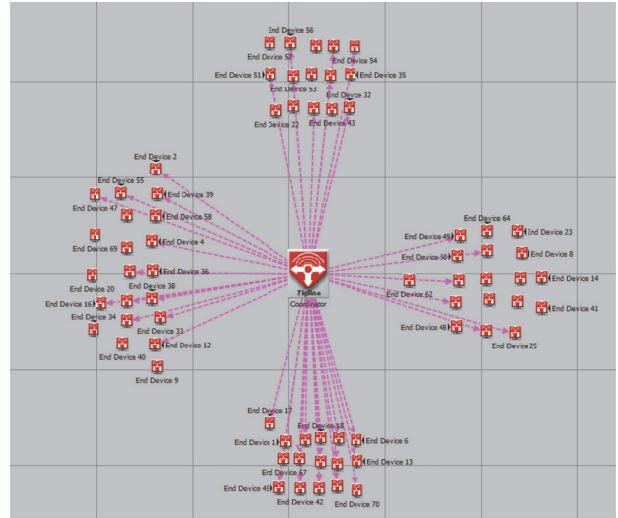 End Device 56
End Device 54
End Device 51
End Device 53
End Device 35
End Device 32
End Device 22
End Device 43
End Device 2
End Device 55
End Device 39
End Device 47
End Device 58
End Device 64
End Device 23
End Device 49
End Device 4
End Device 69
End Device 8
End Device 36
End Device 20
End Device 38
End Device 14
ZigBee
Coordinator
End Device 62
End Device 16
End Device 41
End Device 34
End Device 33
End Device 48
End Device 12
End Device 25
End Device 40
End Device 9
End Device 17
End Device 18
End Device 1
End Device 6
End Device 13
End Device 67
End Device 42
End Device 70